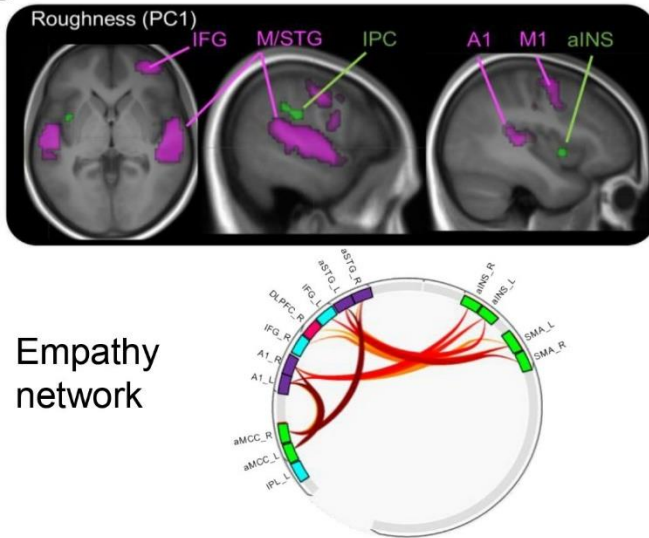 Roughness (PC1)
IFG M/STG IPC A1 M1 aINS
Empathy
network
aSTG_R
aSTG_L
IFG_L
DLPFC_R
IFG_R
A1_R
A1_L
aMCC_R
aMCC_L
IPL_L
aINS_R
aINS_L
SMA_L
SMA_R